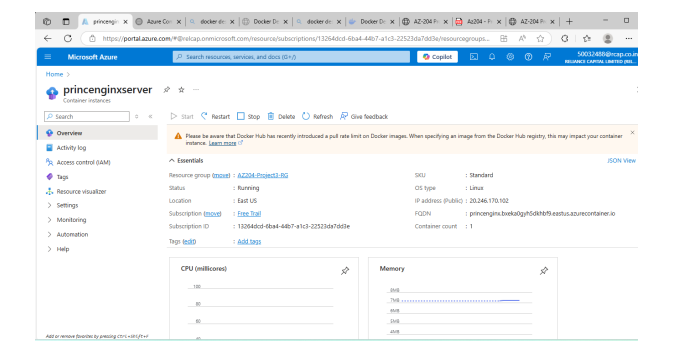 princengin
Azure Co
docker de
Docker De
docker de
Docker De
AZ-204 Pr
Az204 - Pr
AZ-204 Pr
https://portal.azure.com/#@relcap.onmicrosoft.com/resource/subscriptions/13264dcd-6ba4-44b7-a1c3-22523da7dd3e/resourcegroups...
Microsoft Azure
Search resources, services, and docs (G+/)
Copilot
50032488@rcap.co.in
RELIANCE CAPITAL LIMITED (REL...
Home >
princenginxserver
Container instances
Search
Start Restart Stop Delete Refresh Give feedback
Overview
Activity log
Access control (IAM)
Tags
Resource visualizer
Settings
Monitoring
Automation
Help
Please be aware that Docker Hub has recently introduced a pull rate limit on Docker images. When specifying an image from the Docker Hub registry, this may impact your container
instance. Learn more
Essentials
JSON View
Resource group (move) : AZ204-Project3-RG
Status : Running
Location : East US
Subscription (move) : Free Trail
Subscription ID : 13264dcd-6ba4-44b7-a1c3-22523da7dd3e
Tags (edit) : Add tags
SKU : Standard
OS type : Linux
IP address (Public) : 20.246.170.102
FQDN : princenginx.bxeka0gyh5dkhbf9.eastus.azurecontainer.io
Container count : 1
CPU (millicores)
100
80
60
Memory
8MB
7MB
6MB
5MB
4MB
Add or remove favorites by pressing Ctrl+Shift+F